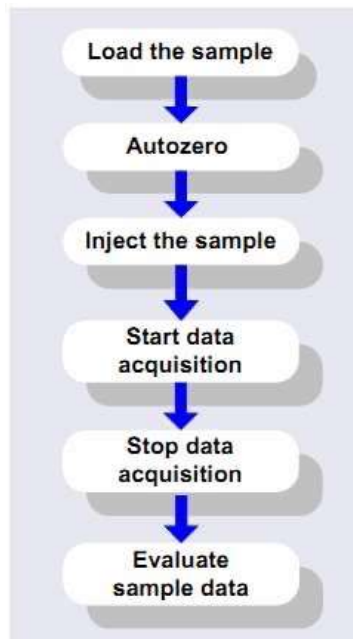 Load the sample
Autozero
Inject the sample
Start data
acquisition
Stop data
acquisition
Evaluate
sample data